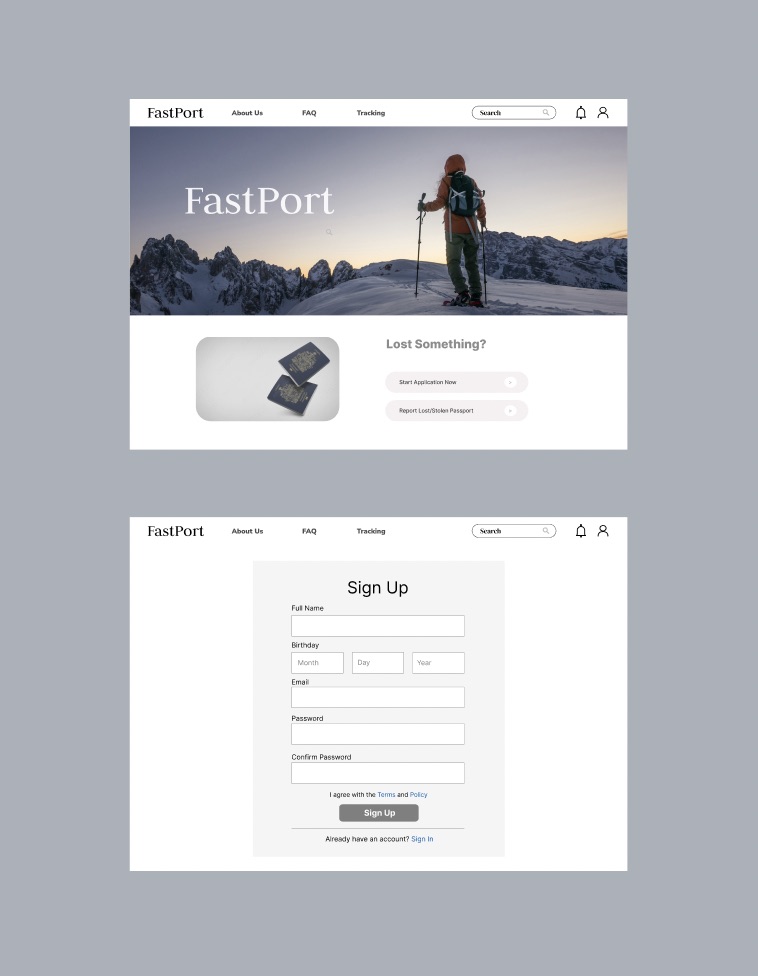 FastPort
About Us
FAQ
Tracking
Search
FastPort
Lost Something?
Start Application Now
Report Lost/Stolen Passport
FastPort
About Us
FAQ
Tracking
Search
Sign Up
Full Name
Birthday
Month
Day
Year
Email
Password
Confirm Password
I agree with the Terms and Policy
Sign Up
Already have an account? Sign In